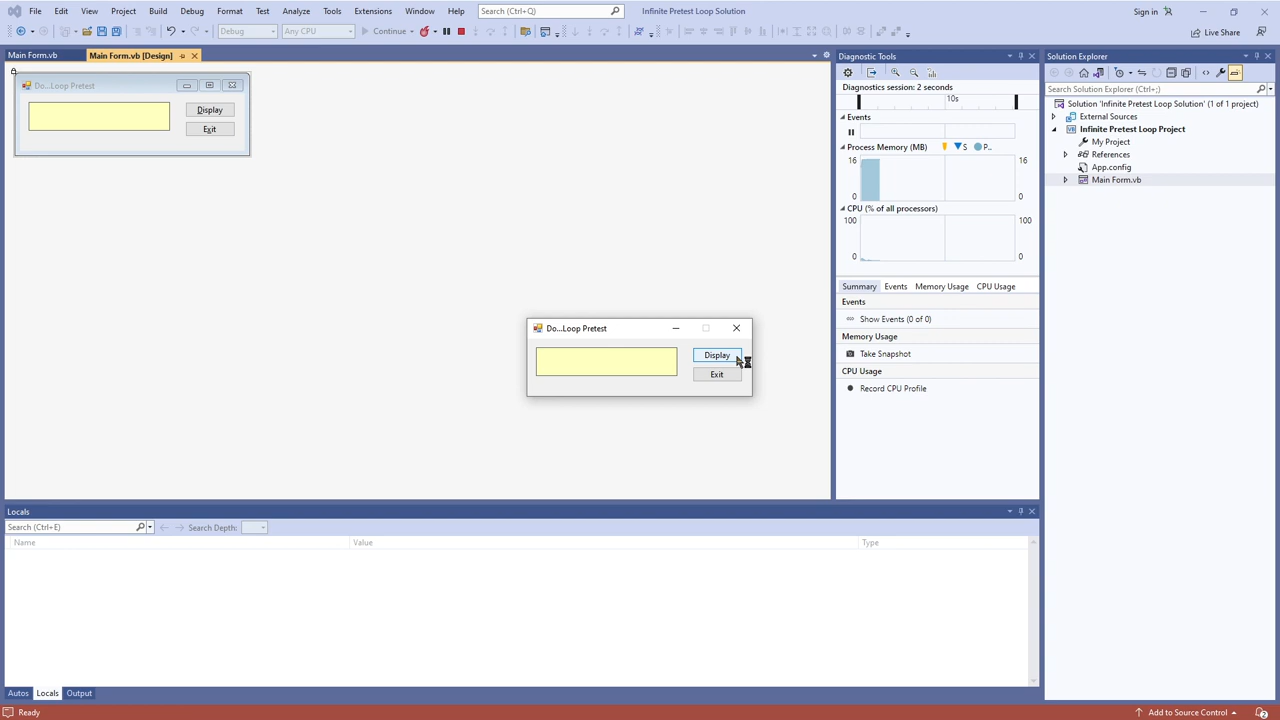 File Edit View Project Build Debug Format Test Analyze Tools Extensions Window Help Search (Ctrl+Q) Infinite Pretest Loop Solution Sign in
Debug Any CPU Continue Live Share
Main Form.vb Main Form.vb [Design] Diagnostic Tools Solution Explorer
Do...Loop Pretest
Display
Exit
Diagnostics session: 2 seconds
10s
Events
Process Memory (MB) S P..
16 16
0 0
CPU (% of all processors)
100 100
0 0
Summary Events Memory Usage CPU Usage
Events
Show Events (0 of 0)
Memory Usage
Take Snapshot
CPU Usage
Record CPU Profile
Search Solution Explorer (Ctrl+;)
Solution 'Infinite Pretest Loop Solution' (1 of 1 project)
External Sources
Infinite Pretest Loop Project
My Project
References
App.config
Main Form.vb
Do...Loop Pretest
Display
Exit
Locals
Search (Ctrl+E) Search Depth:
Name Value Type
Autos Locals Output
Ready Add to Source Control 2